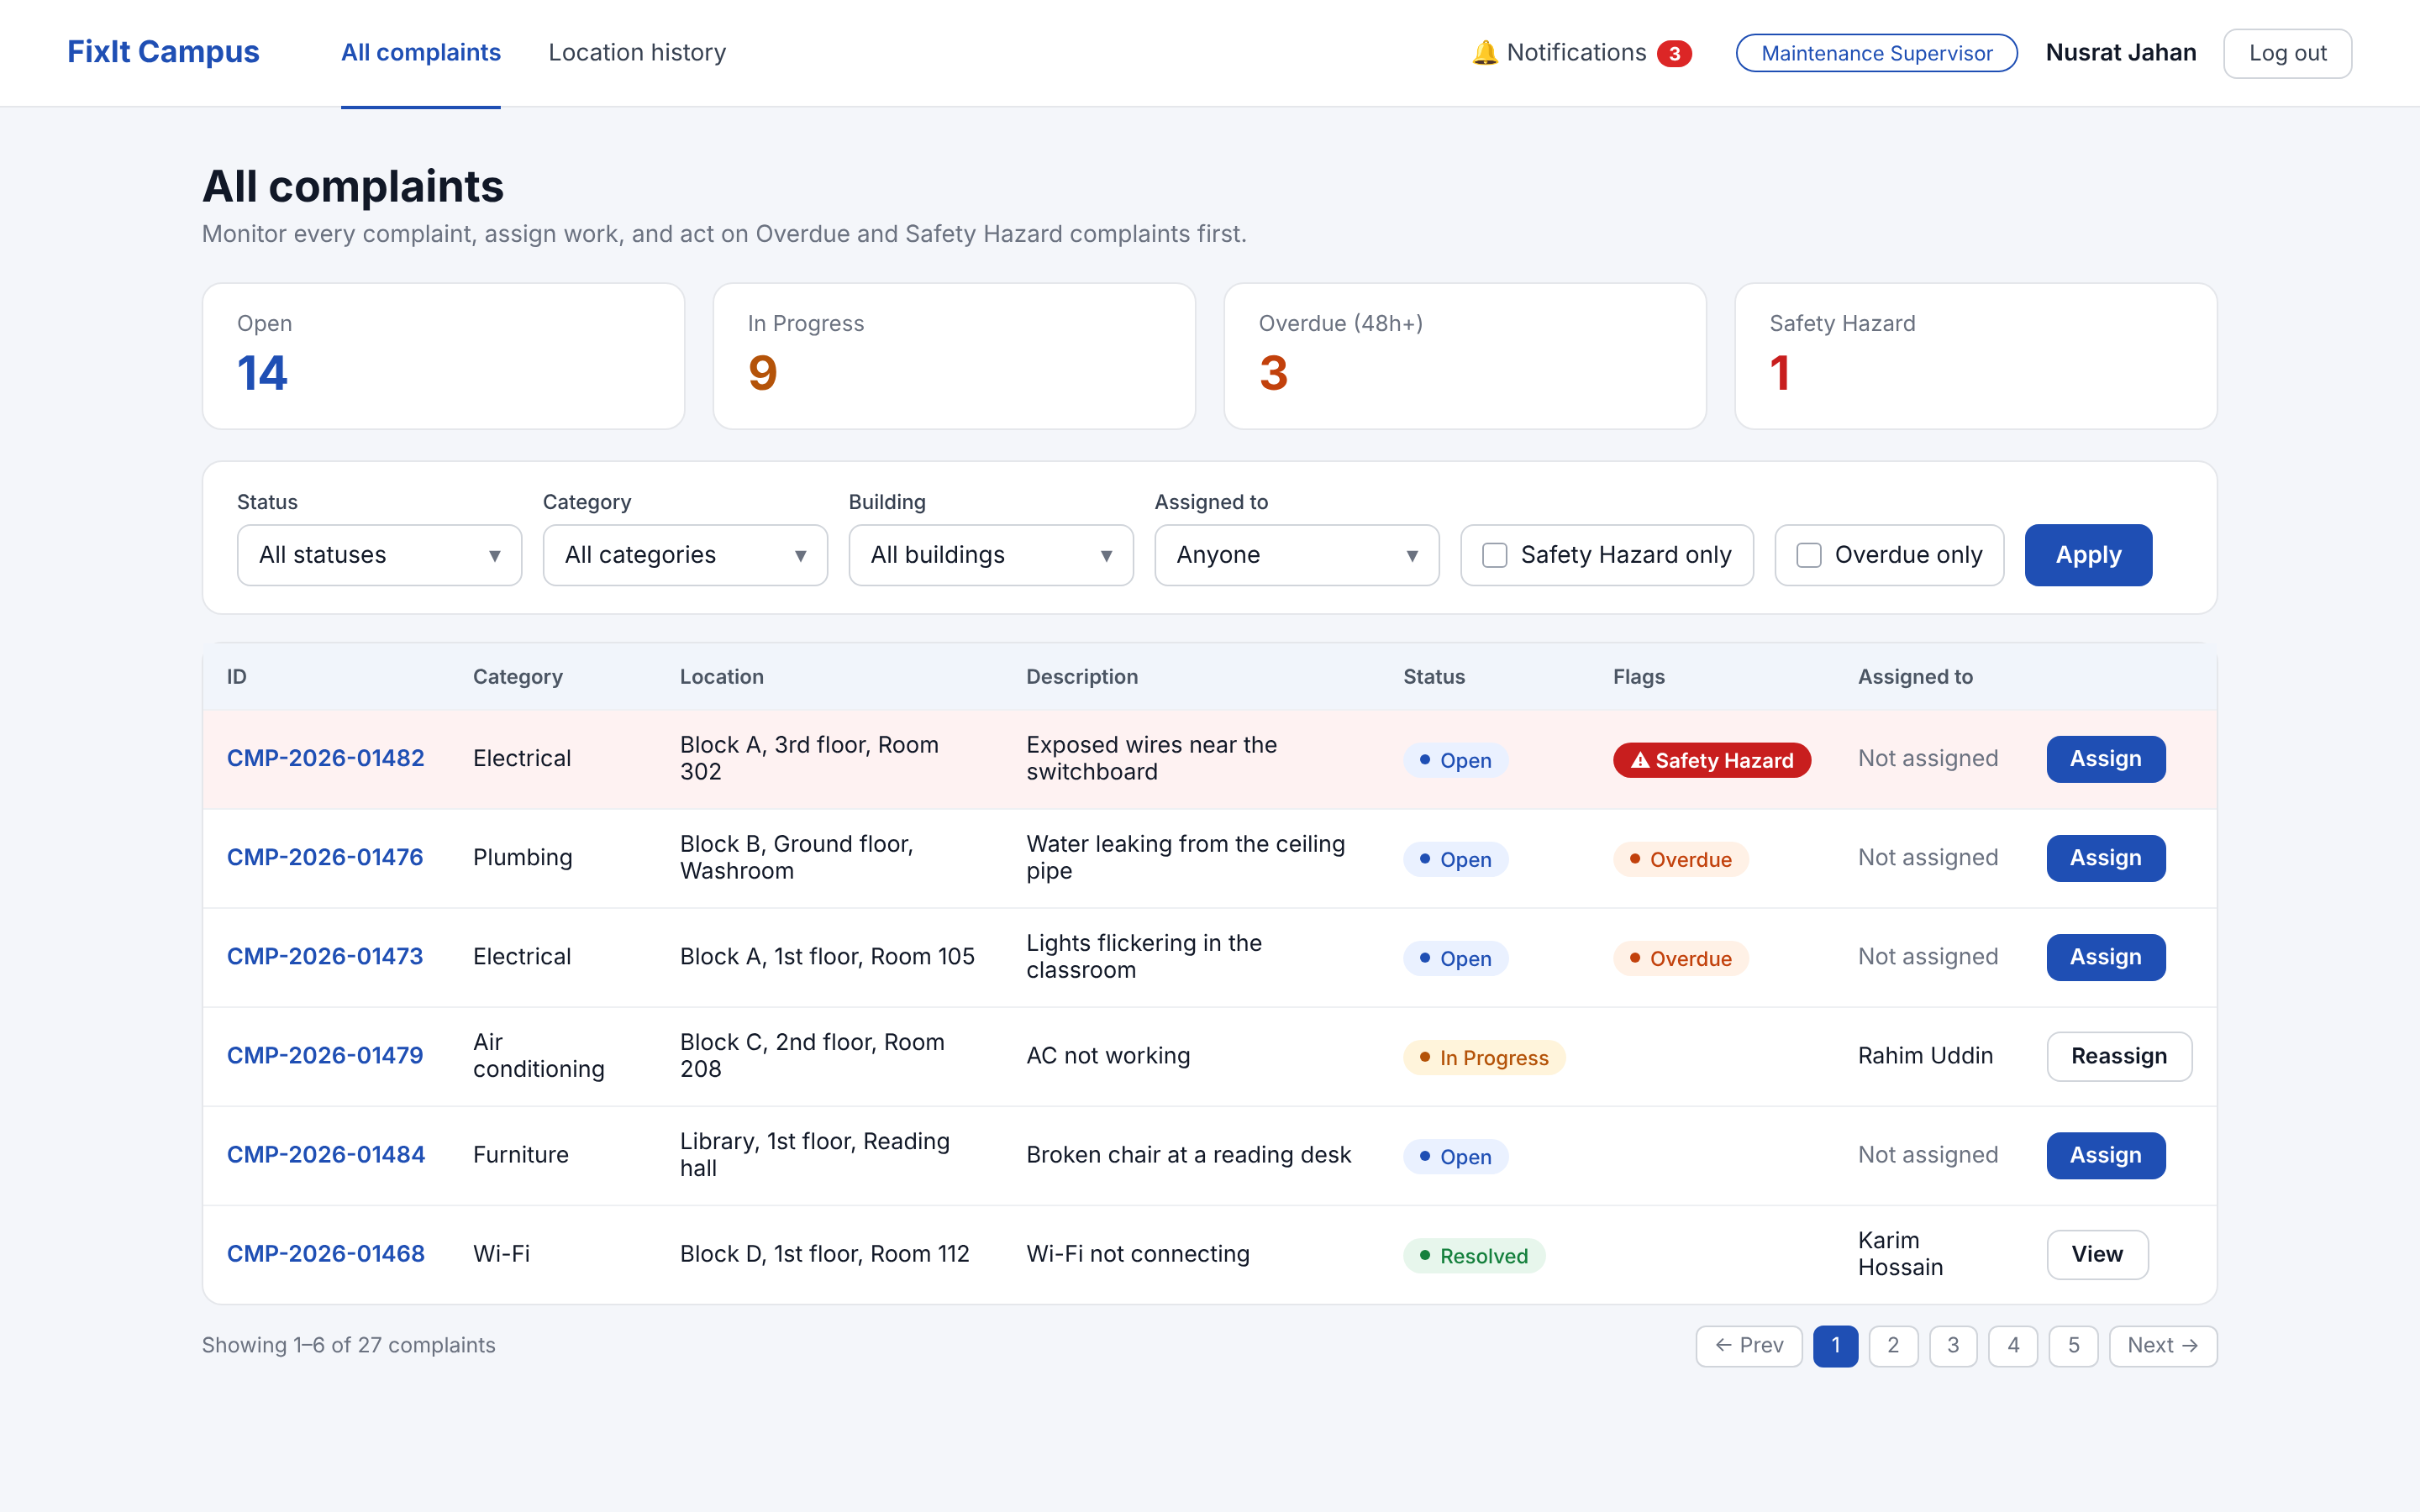 FixIt Campus All complaints Location history 🔔 Notifications 3 Maintenance Supervisor Nusrat Jahan Log out
All complaints
Monitor every complaint, assign work, and act on Overdue and Safety Hazard complaints first.
Open In Progress Overdue (48h+) Safety Hazard
14 9 3 1
Status Category Building Assigned to
All statuses ▼ All categories ▼ All buildings ▼ Anyone ▼ Safety Hazard only Overdue only Apply
ID Category Location Description Status Flags Assigned to
CMP-2026-01482 Electrical Block A, 3rd floor, Room 302 Exposed wires near the switchboard Open ⚠ Safety Hazard Not assigned Assign
CMP-2026-01476 Plumbing Block B, Ground floor, Washroom Water leaking from the ceiling pipe Open Overdue Not assigned Assign
CMP-2026-01473 Electrical Block A, 1st floor, Room 105 Lights flickering in the classroom Open Overdue Not assigned Assign
CMP-2026-01479 Air conditioning Block C, 2nd floor, Room 208 AC not working In Progress Rahim Uddin Reassign
CMP-2026-01484 Furniture Library, 1st floor, Reading hall Broken chair at a reading desk Open Not assigned Assign
CMP-2026-01468 Wi-Fi Block D, 1st floor, Room 112 Wi-Fi not connecting Resolved Karim Hossain View
Showing 1–6 of 27 complaints ← Prev 1 2 3 4 5 Next →